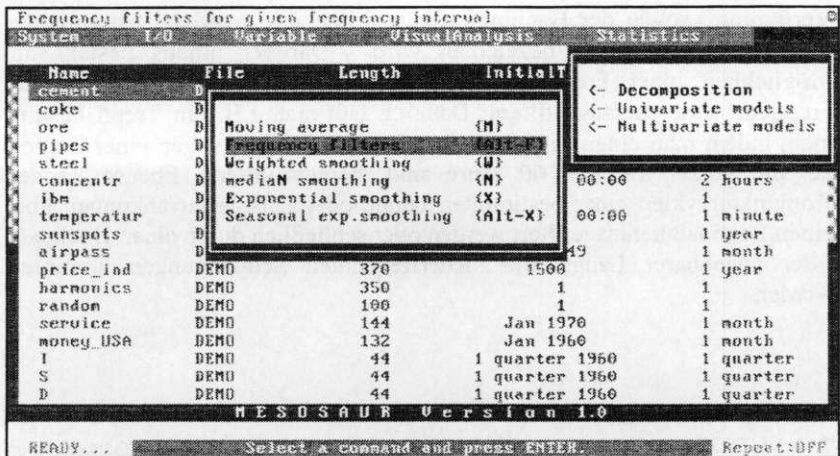 Frequency filters for given frequency interval
System I/O Variable VisualAnalysis Statistics
Name File Length InitialT
cement D
coke D
ore D
pipes D
steel D
concentr D 00:00 2 hours
ibm D 1
temperatur D 00:00 1 minute
sunspots D 1 year
airpass D 49 1 month
price_ind DEMO 370 1500 1 year
harmonics DEMO 350 1 1
random DEMO 100 1 1
service DEMO 144 Jan 1970 1 month
money_USA DEMO 132 Jan 1960 1 month
I DEMO 44 1 quarter 1960 1 quarter
S DEMO 44 1 quarter 1960 1 quarter
D DEMO 44 1 quarter 1960 1 quarter
Moving average {M}
Frequency filters {Alt-F}
Weighted smoothing {W}
mediaN smoothing {N}
Exponential smoothing {X}
Seasonal exp.smoothing {Alt-X}
<- Decomposition
<- Univariate models
<- Multivariate models
MESOSAUR Version 1.0
READY... Select a command and press ENTER. Repeat:OFF